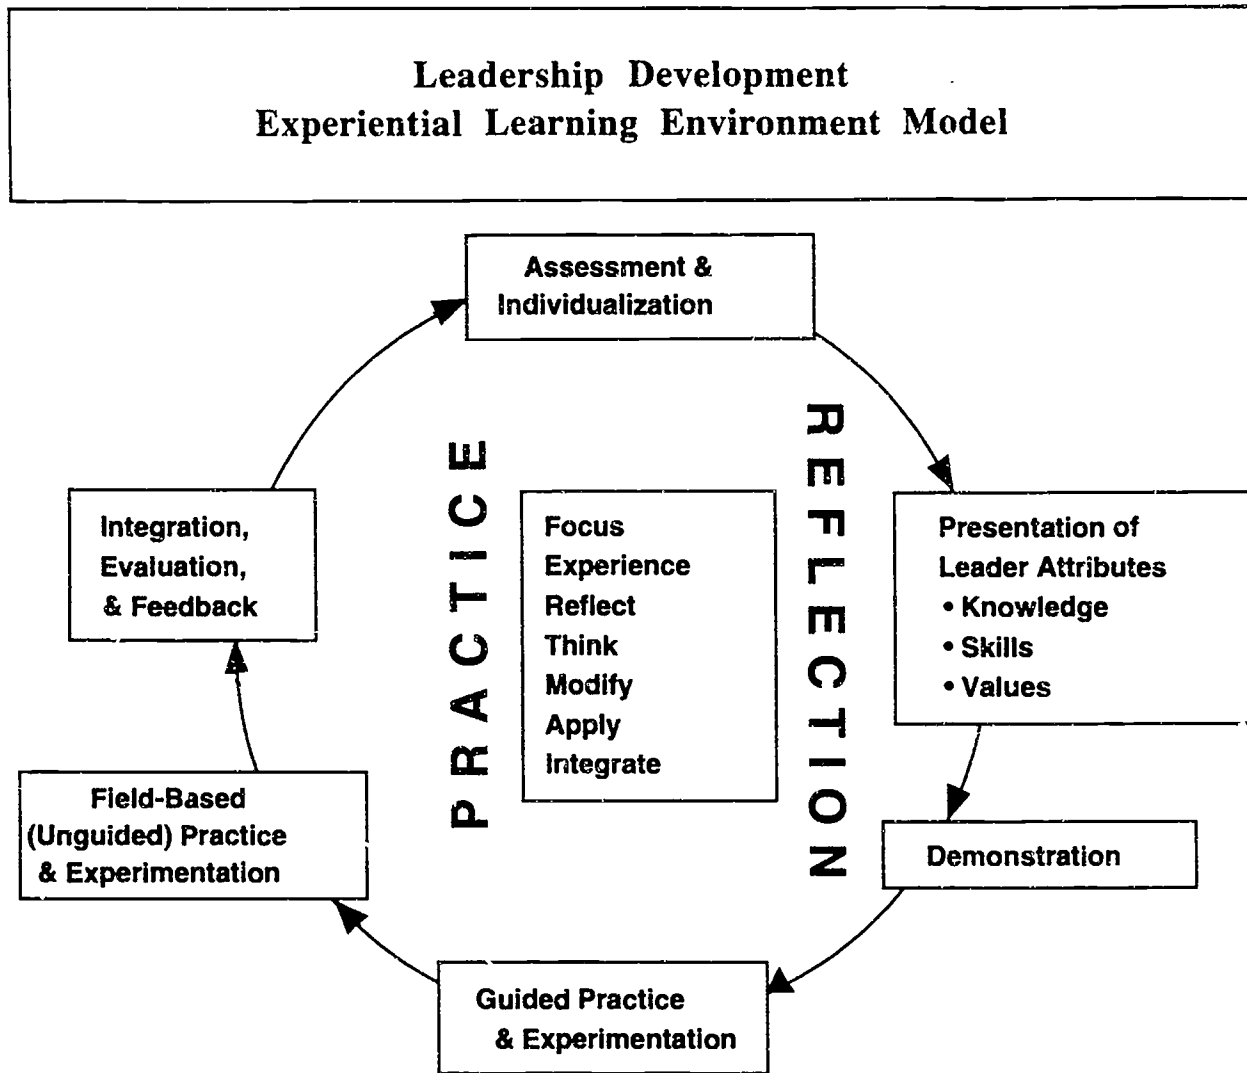 Leadership Development
Experiential Learning Environment Model
Assessment &
Individualization
Presentation of
Leader Attributes
• Knowledge
• Skills
• Values
Demonstration
Guided Practice
& Experimentation
Field-Based
(Unguided) Practice
& Experimentation
Integration,
Evaluation,
& Feedback
PRACTICE
Focus
Experience
Reflect
Think
Modify
Apply
Integrate
REFLECTION